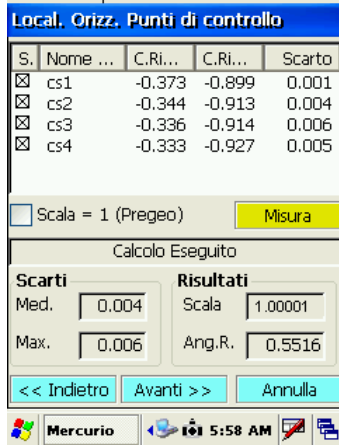 Local. Orizz. Punti di controllo
S. Nome ... C.Ri... C.Ri... Scarto
cs1 -0.373 -0.899 0.001
cs2 -0.344 -0.913 0.004
cs3 -0.336 -0.914 0.006
cs4 -0.333 -0.927 0.005
Scala = 1 (Pregeo) Misura
Calcolo Eseguito
Scarti Risultati
Med. 0.004 Scala 1.00001
Max. 0.006 Ang.R. 0.5516
<< Indietro Avanti >> Annulla
Mercurio 5:58 AM